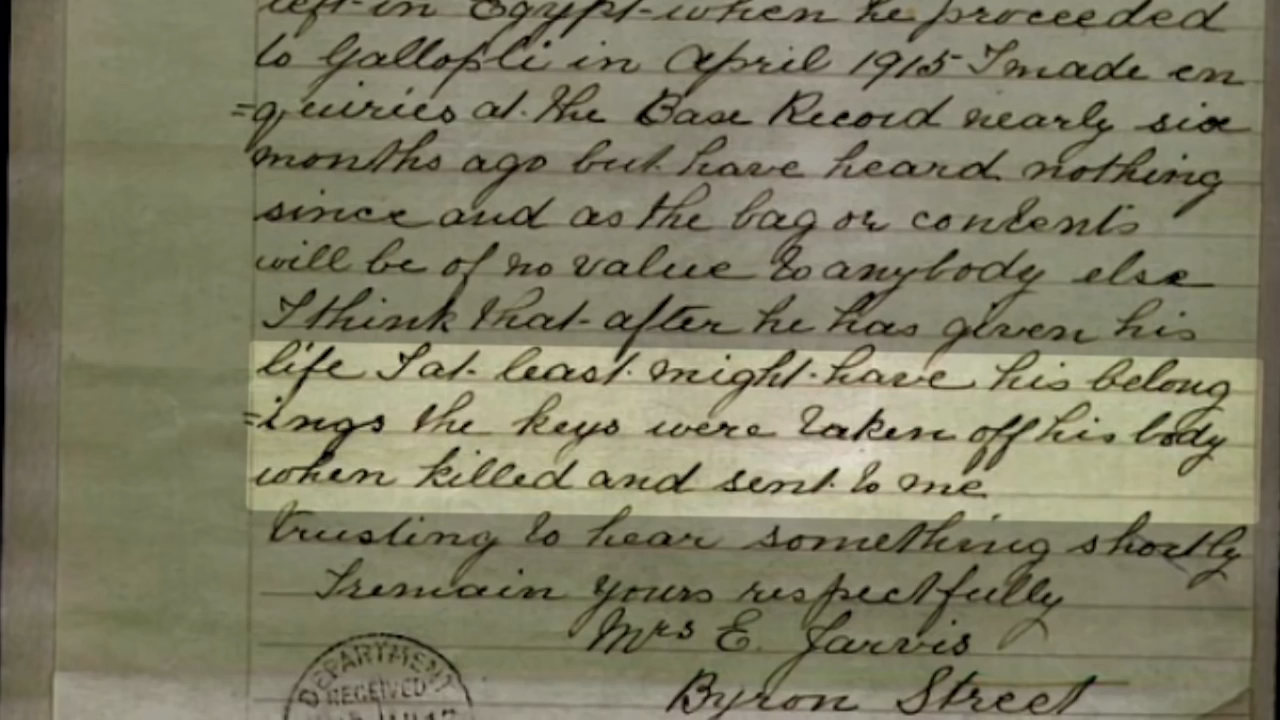 left in Egypt when he proceeded
to Gallopli in April 1915 I made en
=quiries at the Base Record nearly six
months ago but have heard nothing
since and as the bag or contents
will be of no value to anybody else
I think that after he has given his
life I at least might have his belong
=ings the keys were taken off his body
when killed and sent to me
trusting to hear something shortly
I remain yours respectfully
Mrs E. Jarvis
Byron Street
DEPARTMENT
RECEIVED